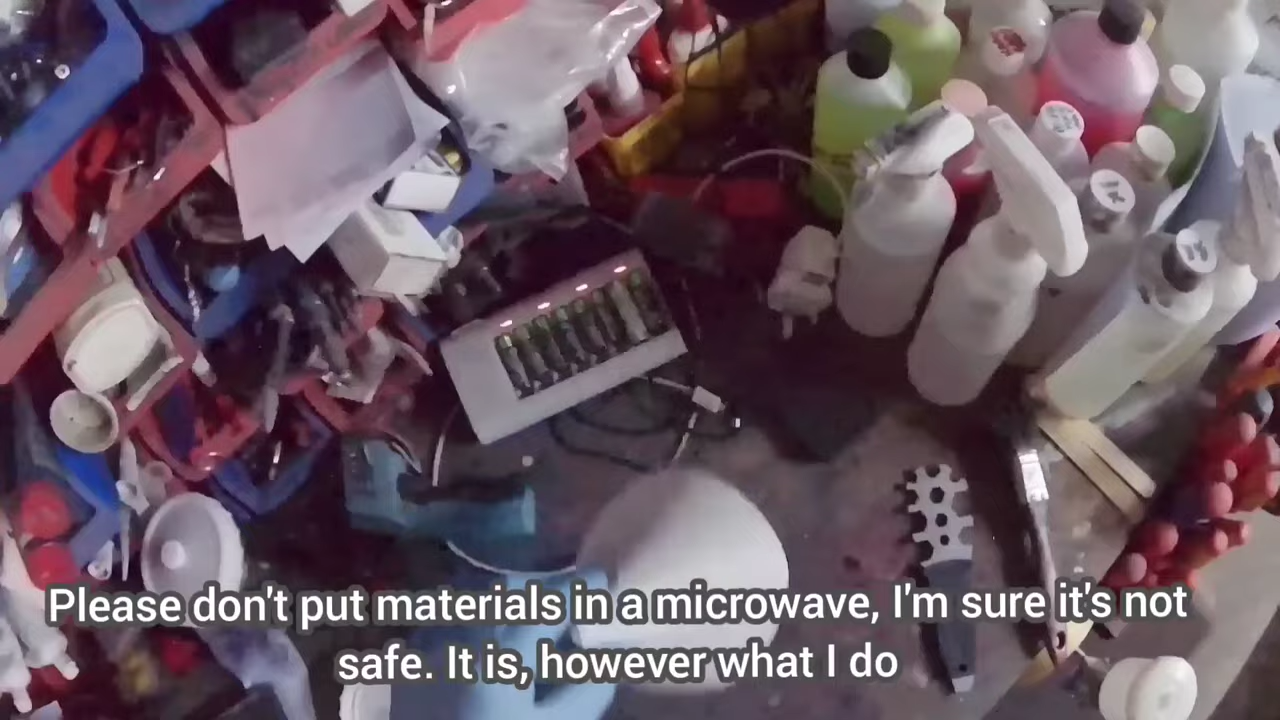 Please don't put materials in a microwave, I'm sure it's not
safe. It is, however what I do